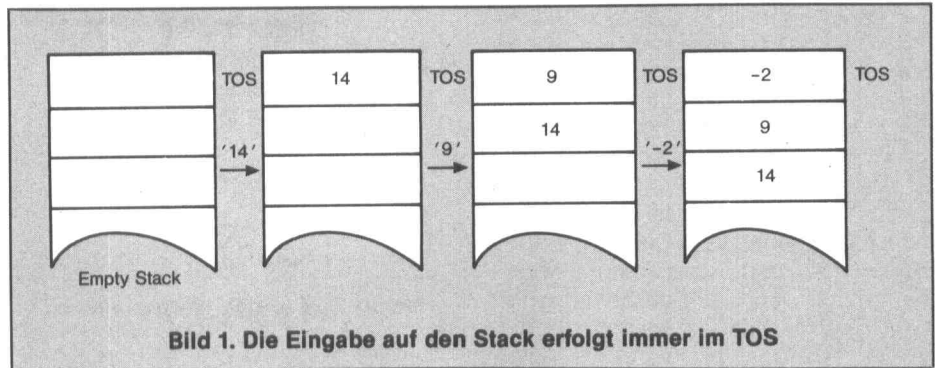 TOS 14 TOS 9 TOS -2 TOS
14 9
'14' '9' '-2'
14
Empty Stack
Bild 1. Die Eingabe auf den Stack erfolgt immer im TOS